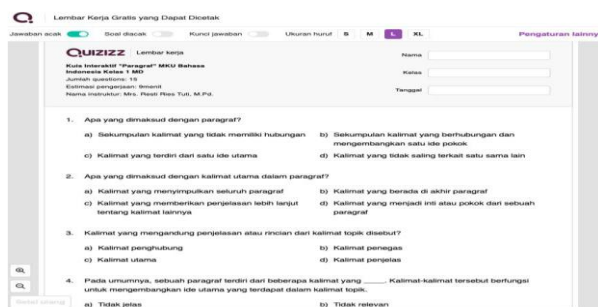 Lembar Kerja Gratis yang Dapat Dicetak
Jawaban acak Soal diacak Kunci jawaban Ukuran huruf S M L XL Pengaturan lainny
QUIZIZZ Lembar kerja
Kuis Interaktif "Paragraf" MKU Bahasa
Indonesia Kelas 1 MD
Jumlah questions: 15
Estimasi pengerjaan: 8menit
Nama instruktur: Mrs. Resti Ries Tuti, M.Pd.
Nama
Kelas
Tanggal
1. Apa yang dimaksud dengan paragraf?
a) Sekumpulan kalimat yang tidak memiliki hubungan
b) Sekumpulan kalimat yang berhubungan dan
mengembangkan satu ide pokok
c) Kalimat yang terdiri dari satu ide utama
d) Kalimat yang tidak saling terkait satu sama lain
2. Apa yang dimaksud dengan kalimat utama dalam paragraf?
a) Kalimat yang menyimpulkan seluruh paragraf
b) Kalimat yang berada di akhir paragraf
c) Kalimat yang memberikan penjelasan lebih lanjut
tentang kalimat lainnya
d) Kalimat yang menjadi inti atau pokok dari sebuah
paragraf
3. Kalimat yang mengandung penjelasan atau rincian dari kalimat topik disebut?
a) Kalimat penghubung
b) Kalimat penegas
c) Kalimat utama
d) Kalimat penjelas
4. Pada umumnya, sebuah paragraf terdiri dari beberapa kalimat yang _____. Kalimat-kalimat tersebut berfungsi
untuk mengembangkan ide utama yang terdapat dalam kalimat topik.
a) Tidak jelas
b) Tidak relevan
Setel ulang